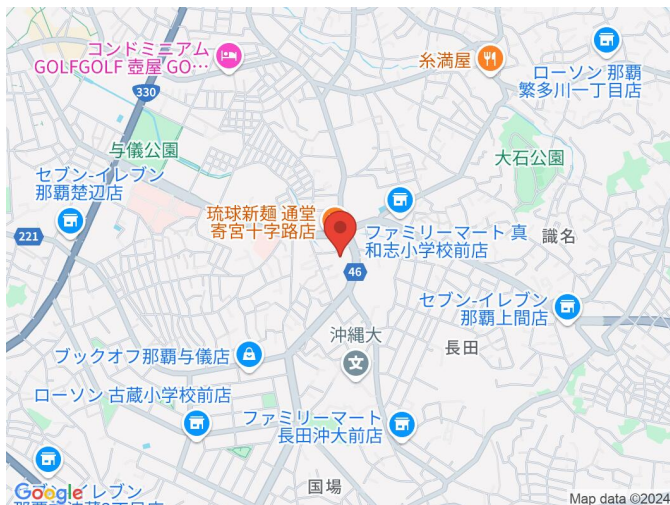 コンドミニアム
GOLFGOLF 壺屋 GO…
糸満屋
ローソン 那覇
繁多川一丁目店
330
与儀公園
大石公園
セブン-イレブン
那覇楚辺店
琉球新麺 通堂
寄宮十字路店
ファミリーマート 真
和志小学校前店
識名
221
46
セブン-イレブン
那覇上間店
沖縄大
長田
ブックオフ那覇与儀店
ローソン 古蔵小学校前店
ファミリーマート
長田沖大前店
国場
Google
Map data ©2024